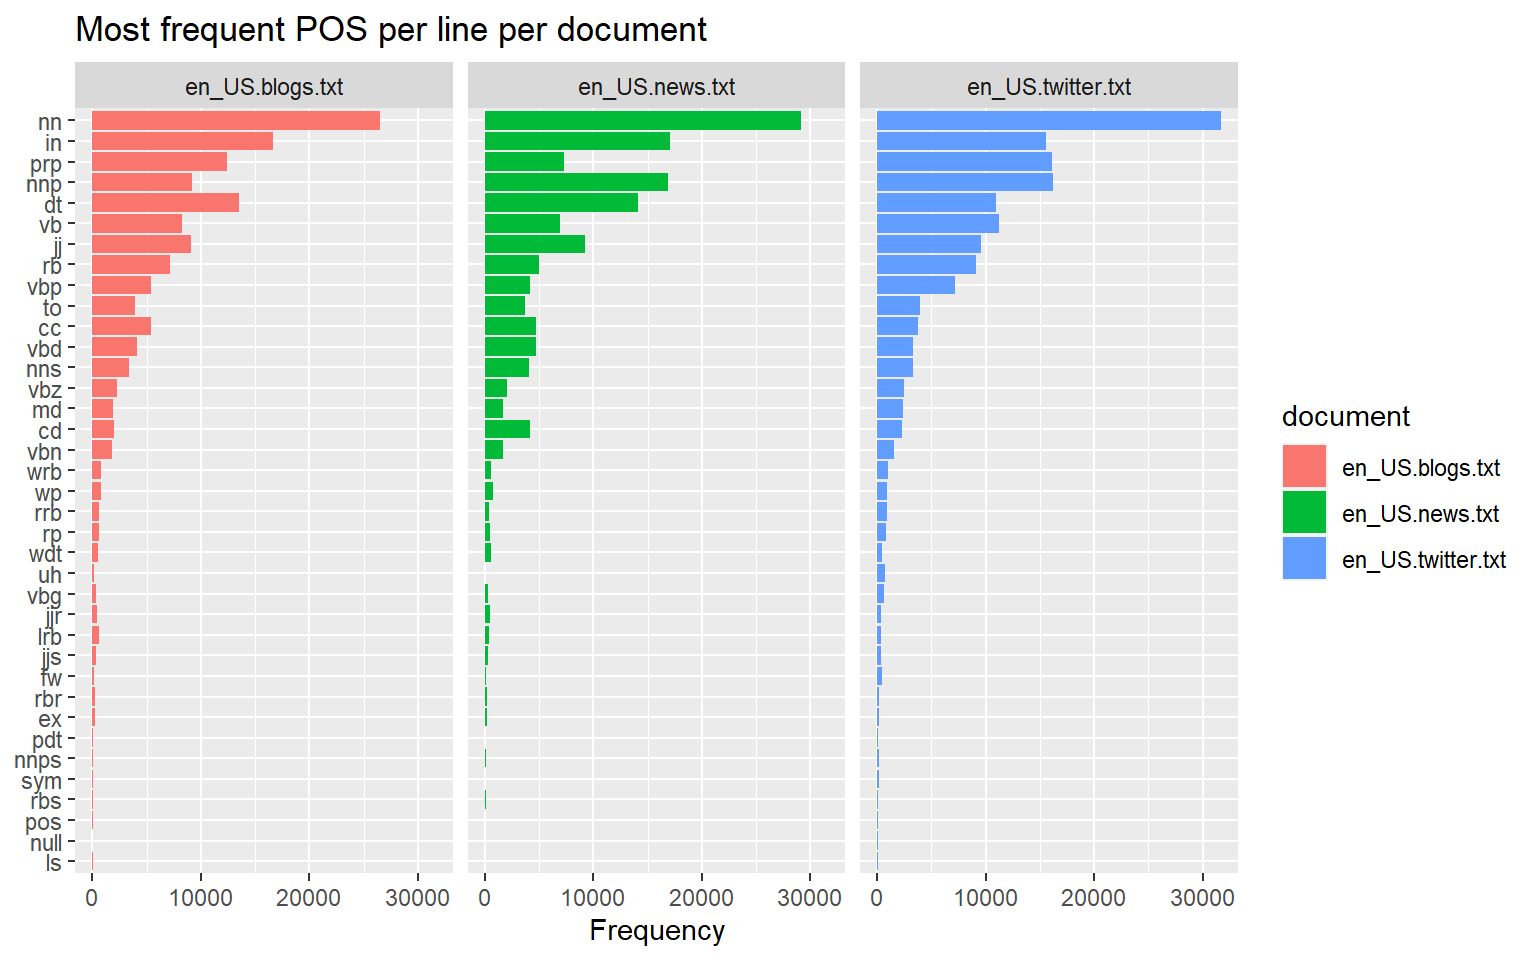 Most frequent POS per line per document
en_US.blogs.txt en_US.news.txt en_US.twitter.txt
nn
in
prp
nnp
dt
vb
jj
rb
vbp
to
cc
vbd
nns
vbz
md
cd
vbn
wrb
wp
rrb
rp
wdt
uh
vbg
jjr
lrb
jjs
fw
rbr
ex
pdt
nnps
sym
rbs
pos
null
ls
0 10000 20000 30000 0 10000 20000 30000 0 10000 20000 30000
Frequency
document
en_US.blogs.txt
en_US.news.txt
en_US.twitter.txt